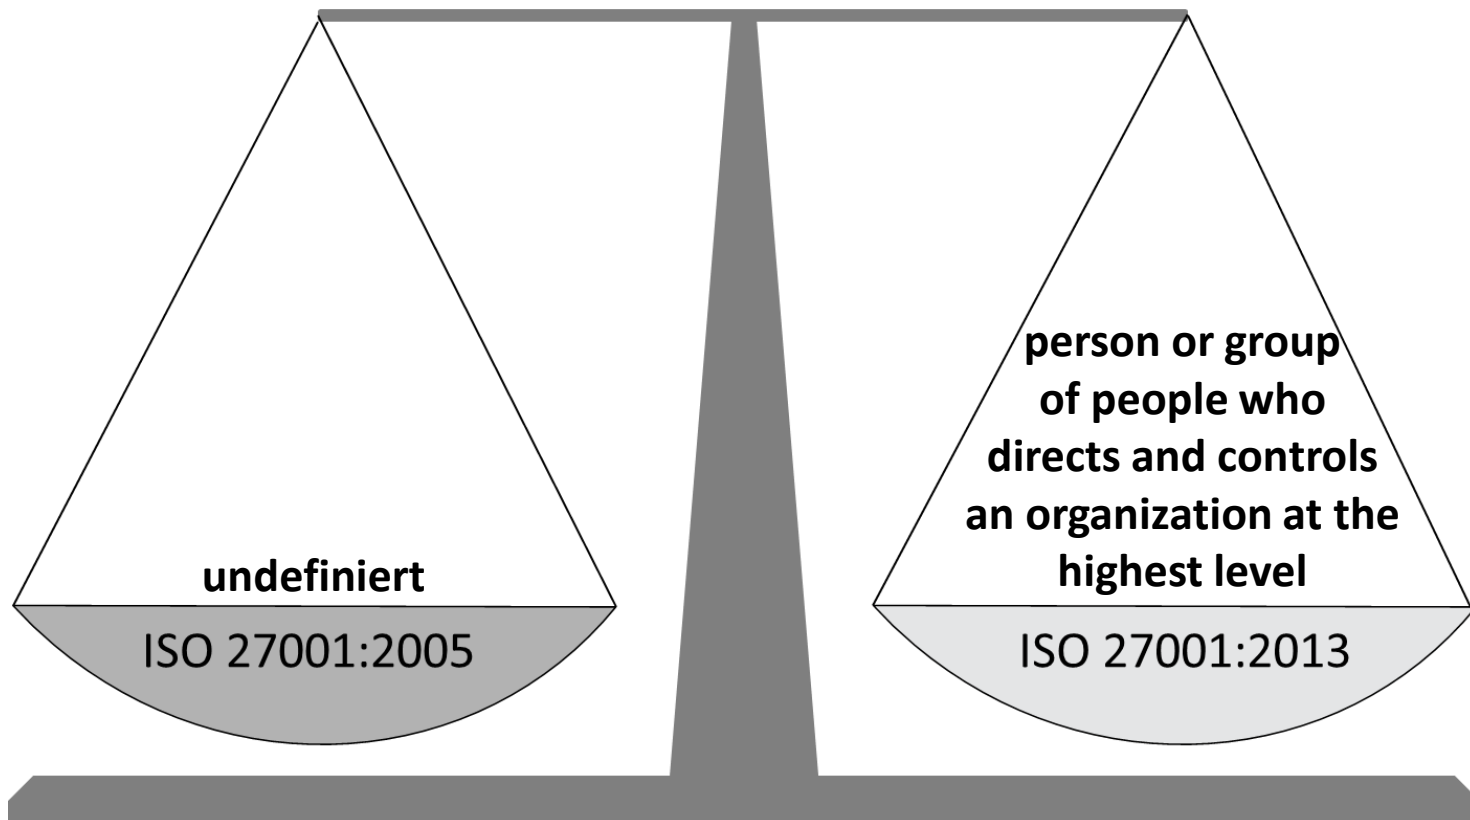 undefiniert
ISO 27001:2005
person or group
of people who
directs and controls
an organization at the
highest level
ISO 27001:2013